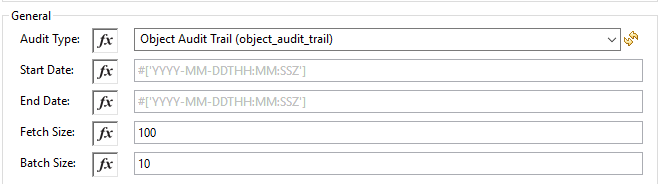 General
Audit Type: fx Object Audit Trail (object_audit_trail)
Start Date: fx #['YYYY-MM-DDTHH:MM:SSZ']
End Date: fx #['YYYY-MM-DDTHH:MM:SSZ']
Fetch Size: fx 100
Batch Size: fx 10